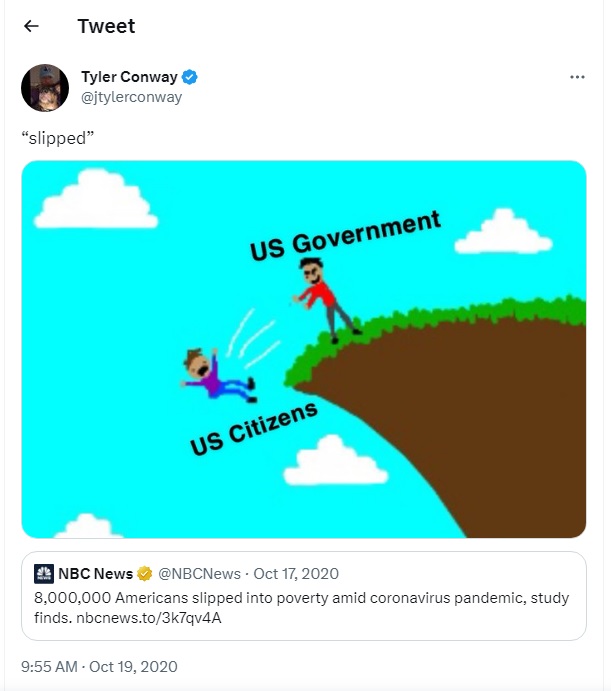 Tweet
Tyler Conway
@jtylerconway
“slipped”
US Government
US Citizens
NBC News @NBCNews · Oct 17, 2020
8,000,000 Americans slipped into poverty amid coronavirus pandemic, study
finds. nbcnews.to/3k7qv4A
9:55 AM · Oct 19, 2020